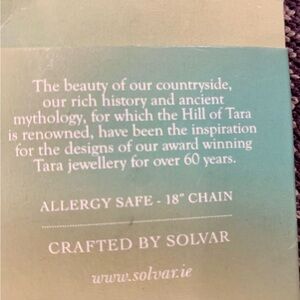 The beauty of our countryside,
our rich history and ancient
mythology, for which the Hill of Tara
is renowned, have been the inspiration
for the designs of our award winning
Tara jewellery for over 60 years.
ALLERGY SAFE - 18" CHAIN
CRAFTED BY SOLVAR
www.solvar.ie